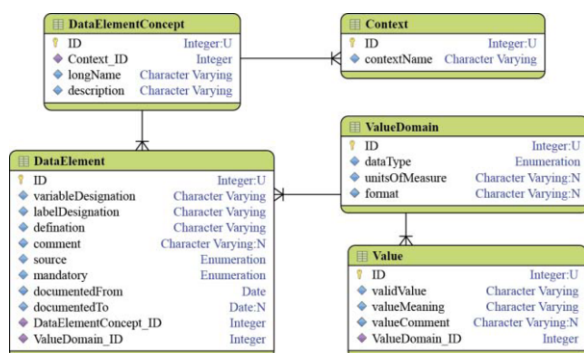 DataElementConcept
ID Integer:U
Context_ID Integer
longName Character Varying
description Character Varying
Context
ID Integer:U
contextName Character Varying
DataElement
ID Integer:U
variableDesignation Character Varying
labelDesignation Character Varying
defination Character Varying
comment Character Varying:N
source Enumeration
mandatory Enumeration
documentedFrom Date
documentedTo Date:N
DataElementConcept_ID Integer
ValueDomain_ID Integer
ValueDomain
ID Integer:U
dataType Enumeration
unitsOfMeasure Character Varying:N
format Character Varying:N
Value
ID Integer:U
validValue Character Varying
valueMeaning Character Varying
valueComment Character Varying:N
ValueDomain_ID Integer